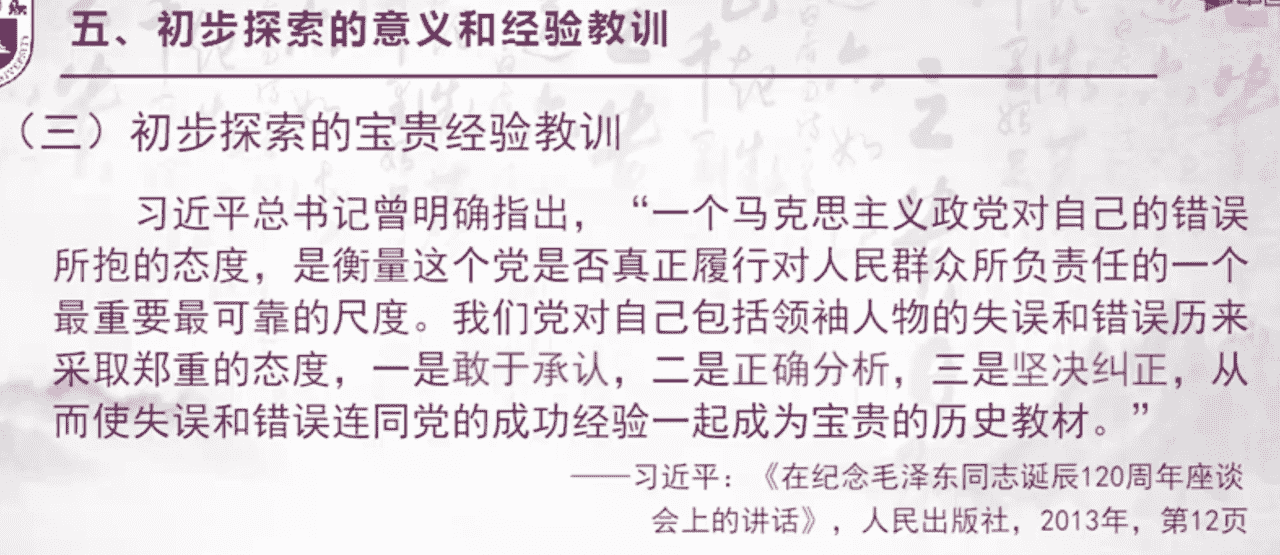 五、初步探索的意义和经验教训
（三）初步探索的宝贵经验教训
习近平总书记曾明确指出，“一个马克思主义政党对自己的错误
所抱的态度，是衡量这个党是否真正履行对人民群众所负责任的一个
最重要最可靠的尺度。我们党对自己包括领袖人物的失误和错误历来
采取郑重的态度，一是敢于承认，二是正确分析，三是坚决纠正，从
而使失误和错误连同党的成功经验一起成为宝贵的历史教材。”
——习近平：《在纪念毛泽东同志诞辰120周年座谈
会上的讲话》，人民出版社，2013年，第12页